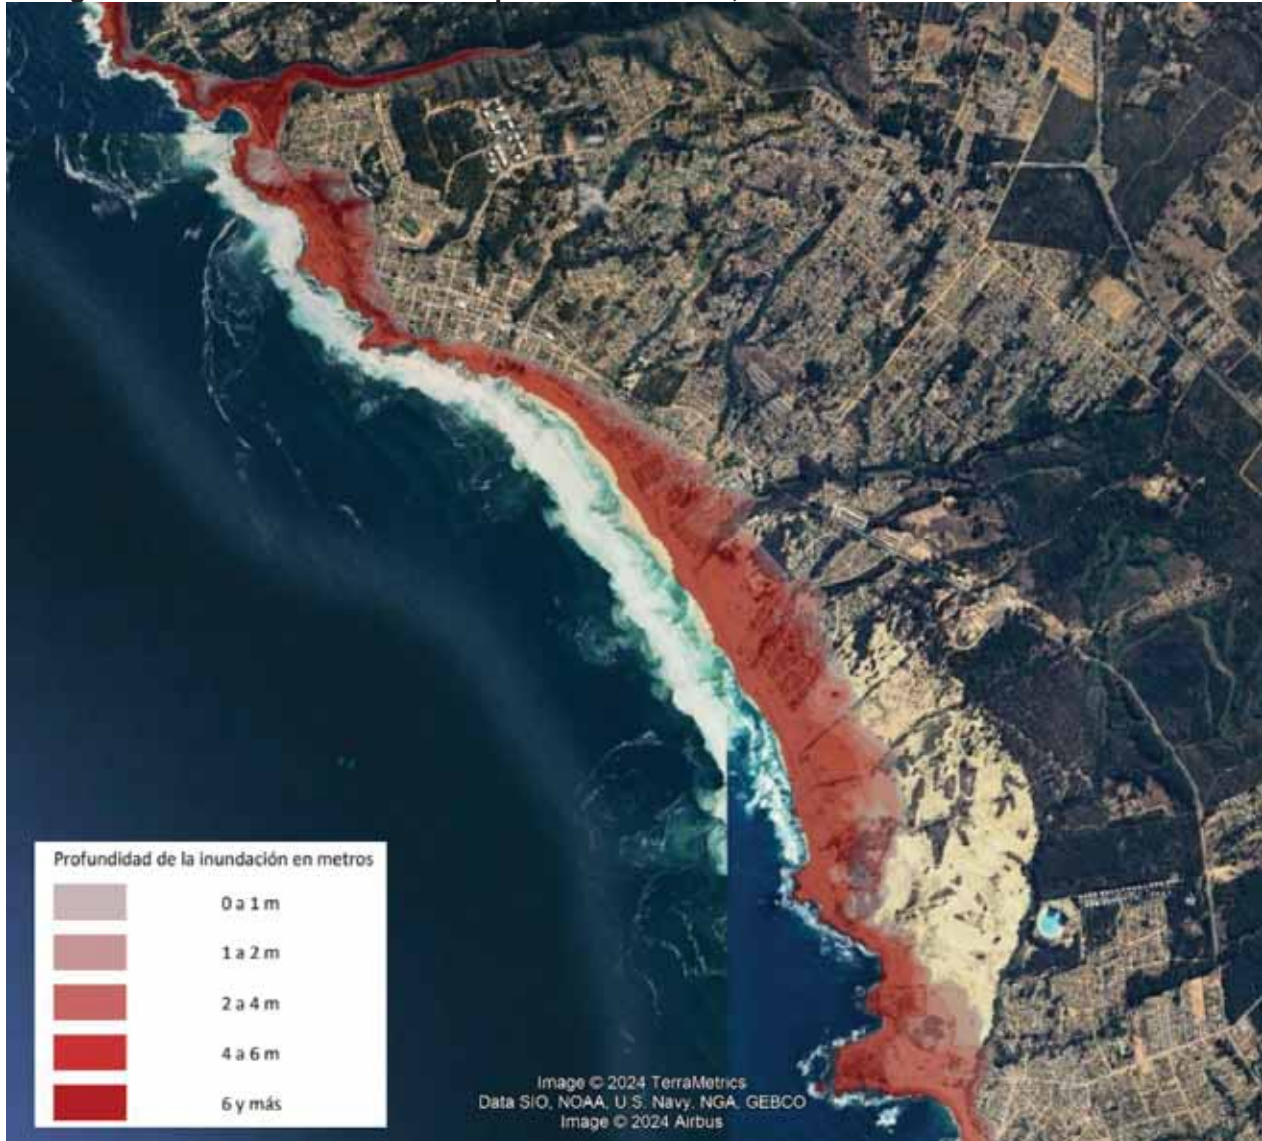 Profundidad de la inundación en metros
0 a 1 m
1 a 2 m
2 a 4 m
4 a 6 m
6 y más
Image © 2024 TerraMetrics
Data SIO, NOAA, U.S. Navy, NGA, GEBCO
Image © 2024 Airbus